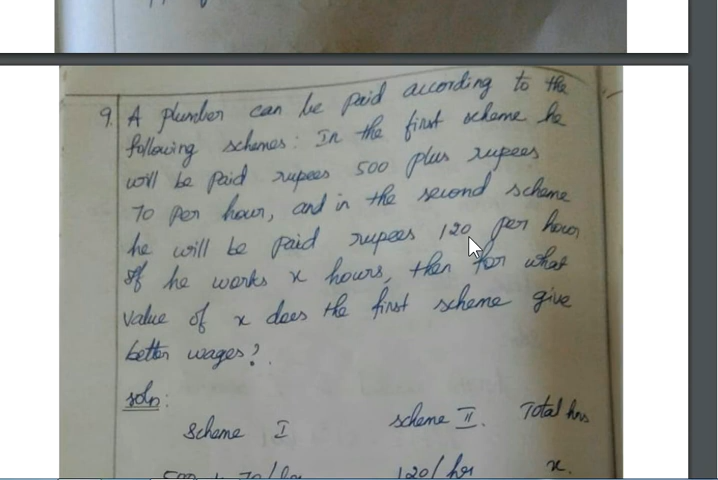 9. A plumber can be paid according to the
following schemes: In the first scheme he
will be paid rupees 500 plus rupees
70 per hour, and in the second scheme
he will be paid rupees 120 per hour
If he works x hours, then for what
value of x does the first scheme give
better wages?.
soln:
scheme I scheme II. Total hrs
500 + 70/hr 120/hr x.